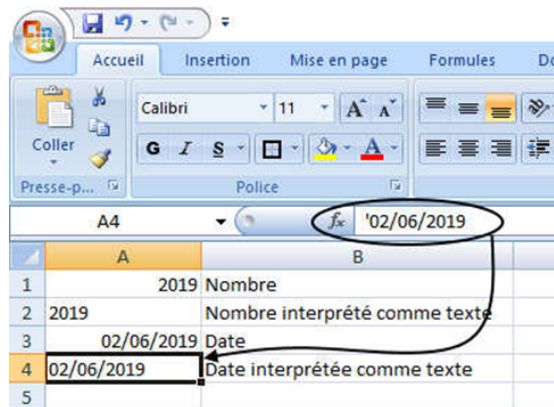 Accueil Insertion Mise en page Formules
Calibri 11 A A
Coller G I S A
Presse-p... Police
A4 fx '02/06/2019
A B
1 2019 Nombre
2 2019 Nombre interprété comme texte
3 02/06/2019 Date
4 02/06/2019 Date interprétée comme texte
5